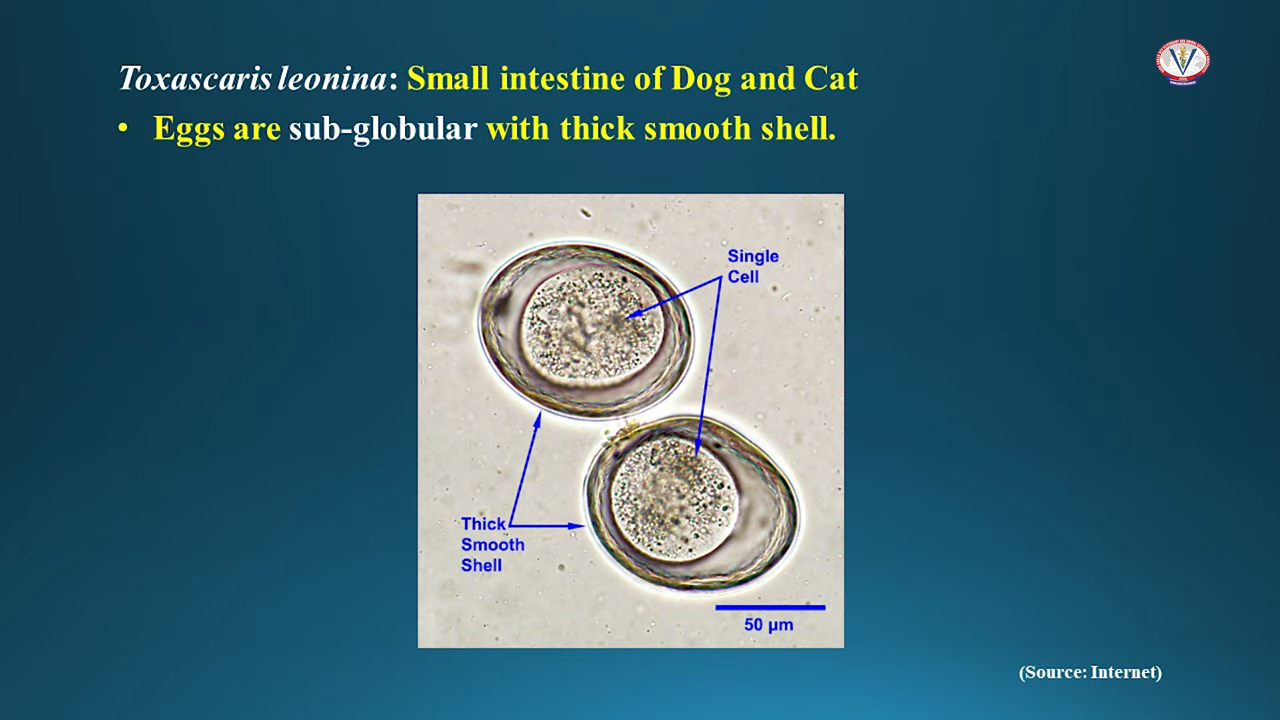 Toxascaris leonina: Small intestine of Dog and Cat
• Eggs are sub-globular with thick smooth shell.
Single
Cell
Thick
Smooth
Shell
50 µm
(Source: Internet)